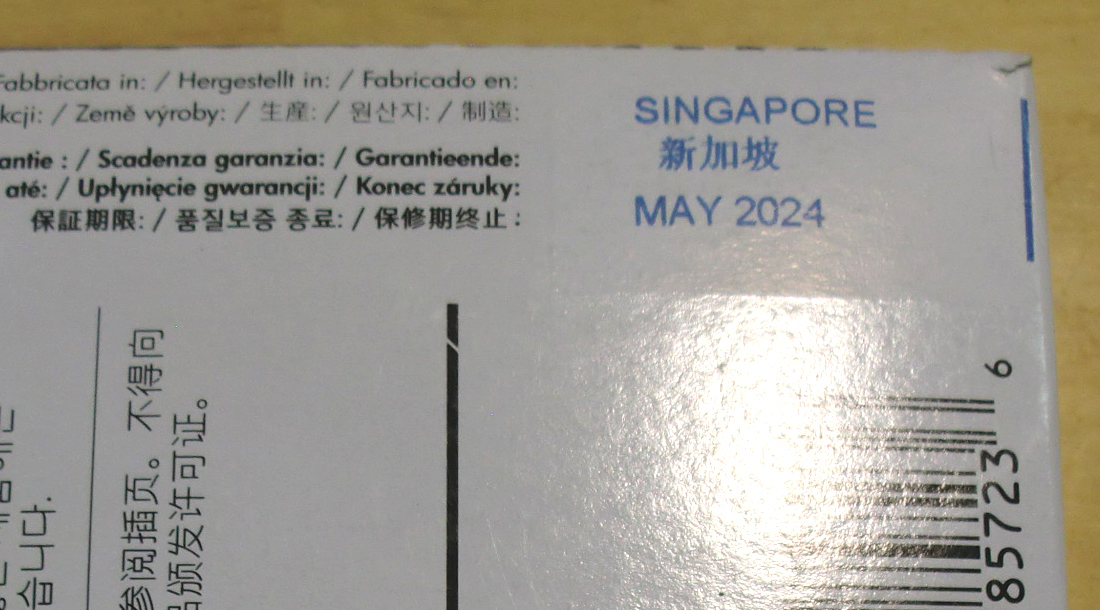 Fabbricata in: / Hergestellt in: / Fabricado en:
kcji: / Země výroby: / 生産: / 원산지: / 制造:
SINGAPORE
新加坡
antie : / Scadenza garanzia: / Garantieende:
até: / Upłynięcie gwarancji: / Konec záruky:
保証期限: / 품질보증 종료: / 保修期终止 :
MAY 2024
습니다.
参阅插页。不得向
品颁发许可证。
85723 6